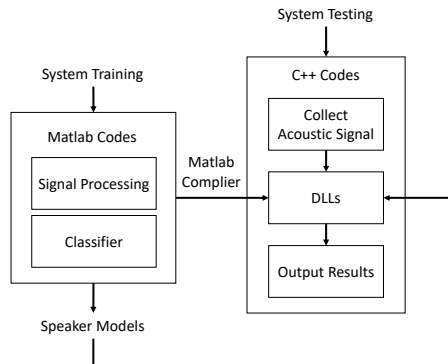 System Testing
System Training
C++ Codes
Matlab Codes
Collect
Acoustic Signal
Matlab
Complier
Signal Processing
DLLs
Classifier
Output Results
Speaker Models